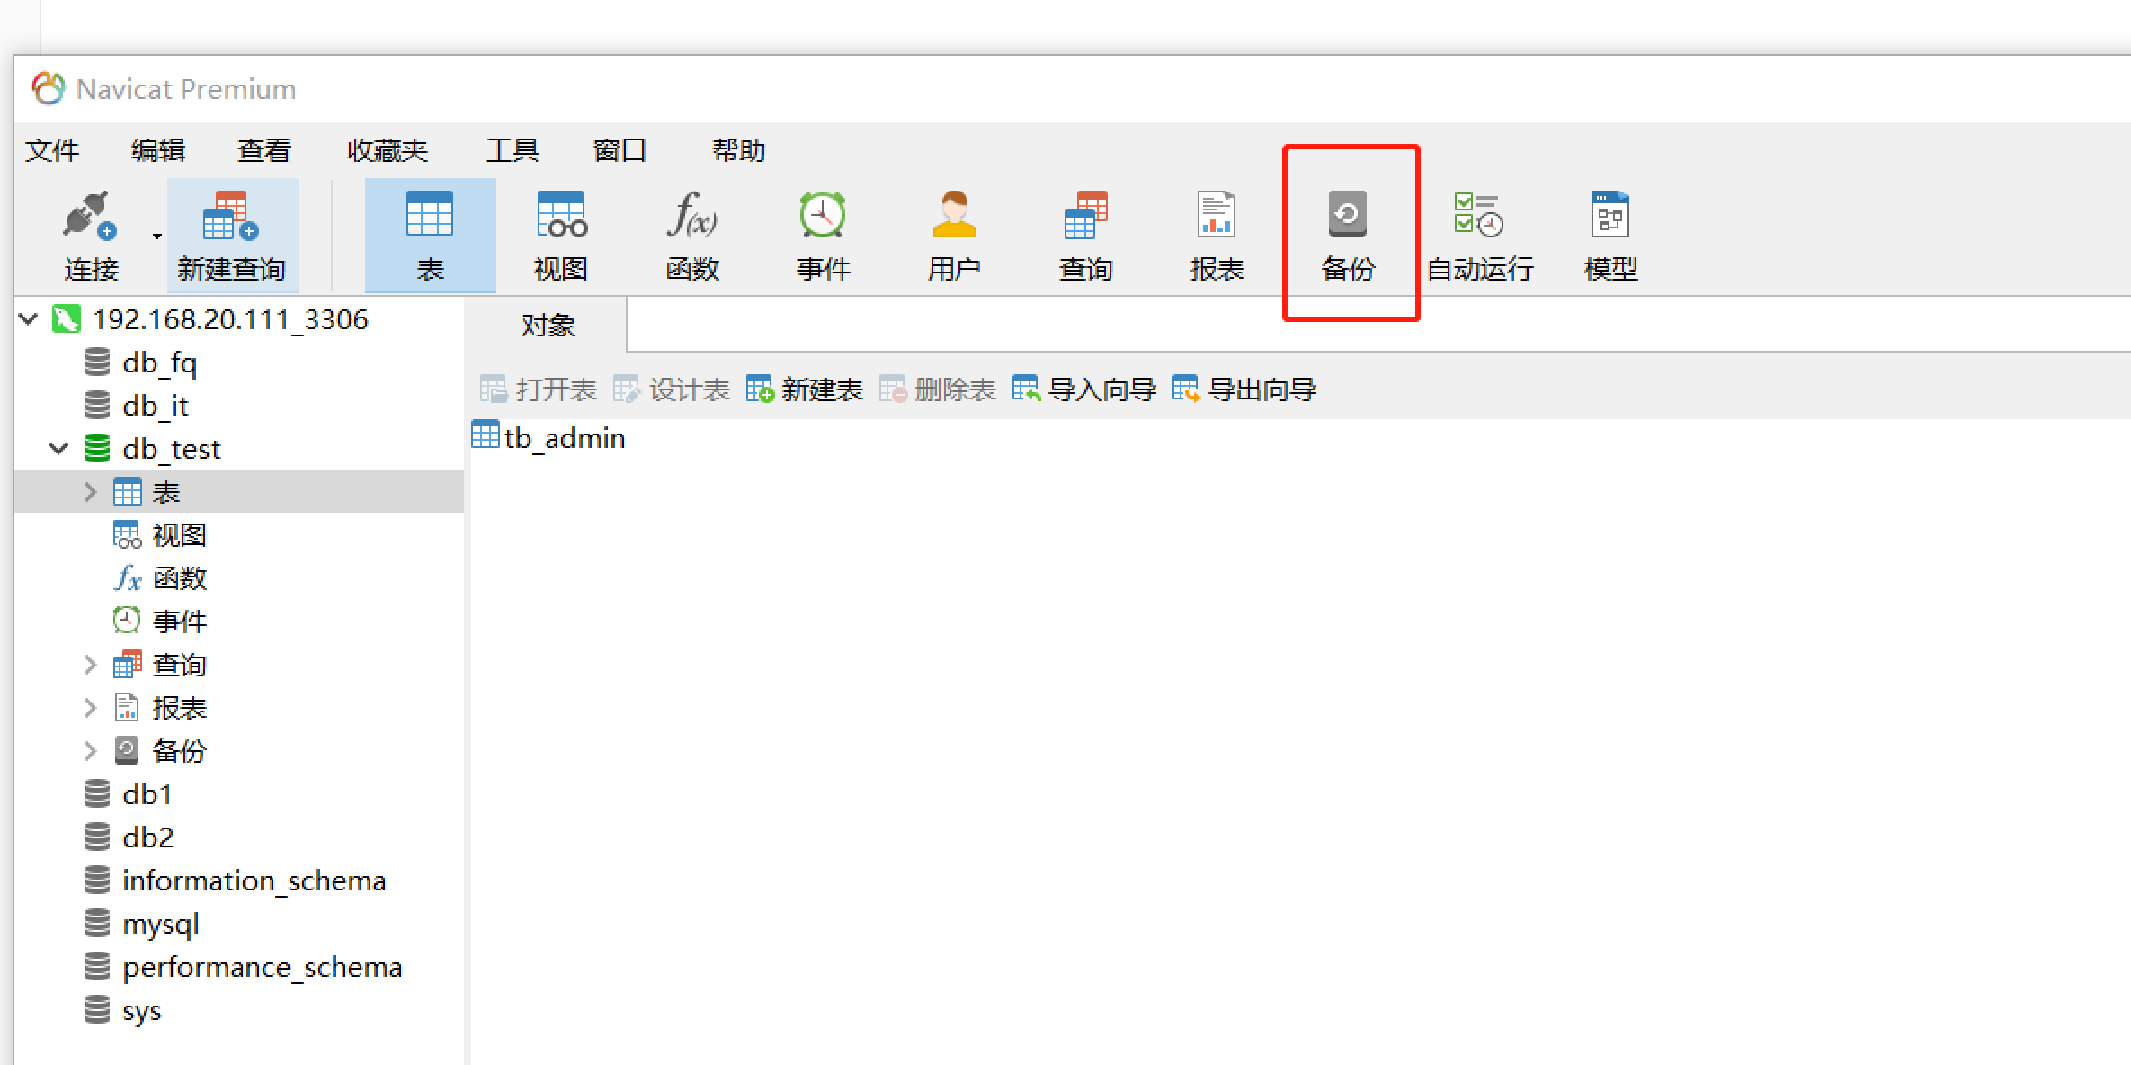 Navicat Premium
文件 编辑 查看 收藏夹 工具 窗口 帮助
连接 新建查询 表 视图 函数 事件 用户 查询 报表 备份 自动运行 模型
192.168.20.111_3306
db_fq
db_it
db_test
表
视图
函数
事件
查询
报表
备份
db1
db2
information_schema
mysql
performance_schema
sys
对象
打开表 设计表 新建表 删除表 导入向导 导出向导
tb_admin